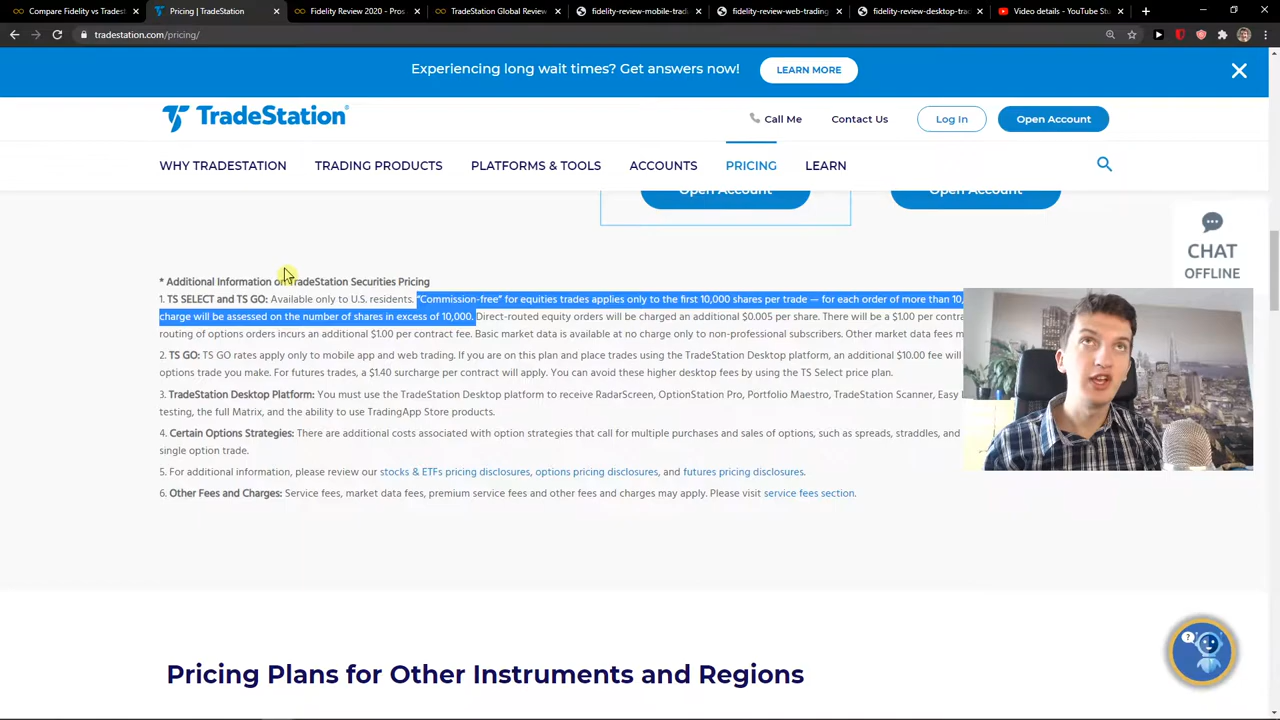 Compare Fidelity vs Tradest
Pricing | TradeStation
Fidelity Review 2020 - Pros
TradeStation Global Review
fidelity-review-mobile-tradi
fidelity-review-web-trading
fidelity-review-desktop-trad
Video details - YouTube Stu
tradestation.com/pricing/
Experiencing long wait times? Get answers now!
LEARN MORE
TradeStation
Call Me
Contact Us
Log In
Open Account
WHY TRADESTATION
TRADING PRODUCTS
PLATFORMS & TOOLS
ACCOUNTS
PRICING
LEARN
Open Account
Open Account
CHAT
OFFLINE
* Additional Information on TradeStation Securities Pricing
1. TS SELECT and TS GO: Available only to U.S. residents. “Commission-free” for equities trades applies only to the first 10,000 shares per trade — for each order of more than 10,
charge will be assessed on the number of shares in excess of 10,000. Direct-routed equity orders will be charged an additional $0.005 per share. There will be a $1.00 per contra
routing of options orders incurs an additional $1.00 per contract fee. Basic market data is available at no charge only to non-professional subscribers. Other market data fees m
2. TS GO: TS GO rates apply only to mobile app and web trading. If you are on this plan and place trades using the TradeStation Desktop platform, an additional $10.00 fee will
options trade you make. For futures trades, a $1.40 surcharge per contract will apply. You can avoid these higher desktop fees by using the TS Select price plan.
3. TradeStation Desktop Platform: You must use the TradeStation Desktop platform to receive RadarScreen, OptionStation Pro, Portfolio Maestro, TradeStation Scanner, Easy
testing, the full Matrix, and the ability to use TradingApp Store products.
4. Certain Options Strategies: There are additional costs associated with option strategies that call for multiple purchases and sales of options, such as spreads, straddles, and
single option trade.
5. For additional information, please review our stocks & ETFs pricing disclosures, options pricing disclosures, and futures pricing disclosures.
6. Other Fees and Charges: Service fees, market data fees, premium service fees and other fees and charges may apply. Please visit service fees section.
Pricing Plans for Other Instruments and Regions